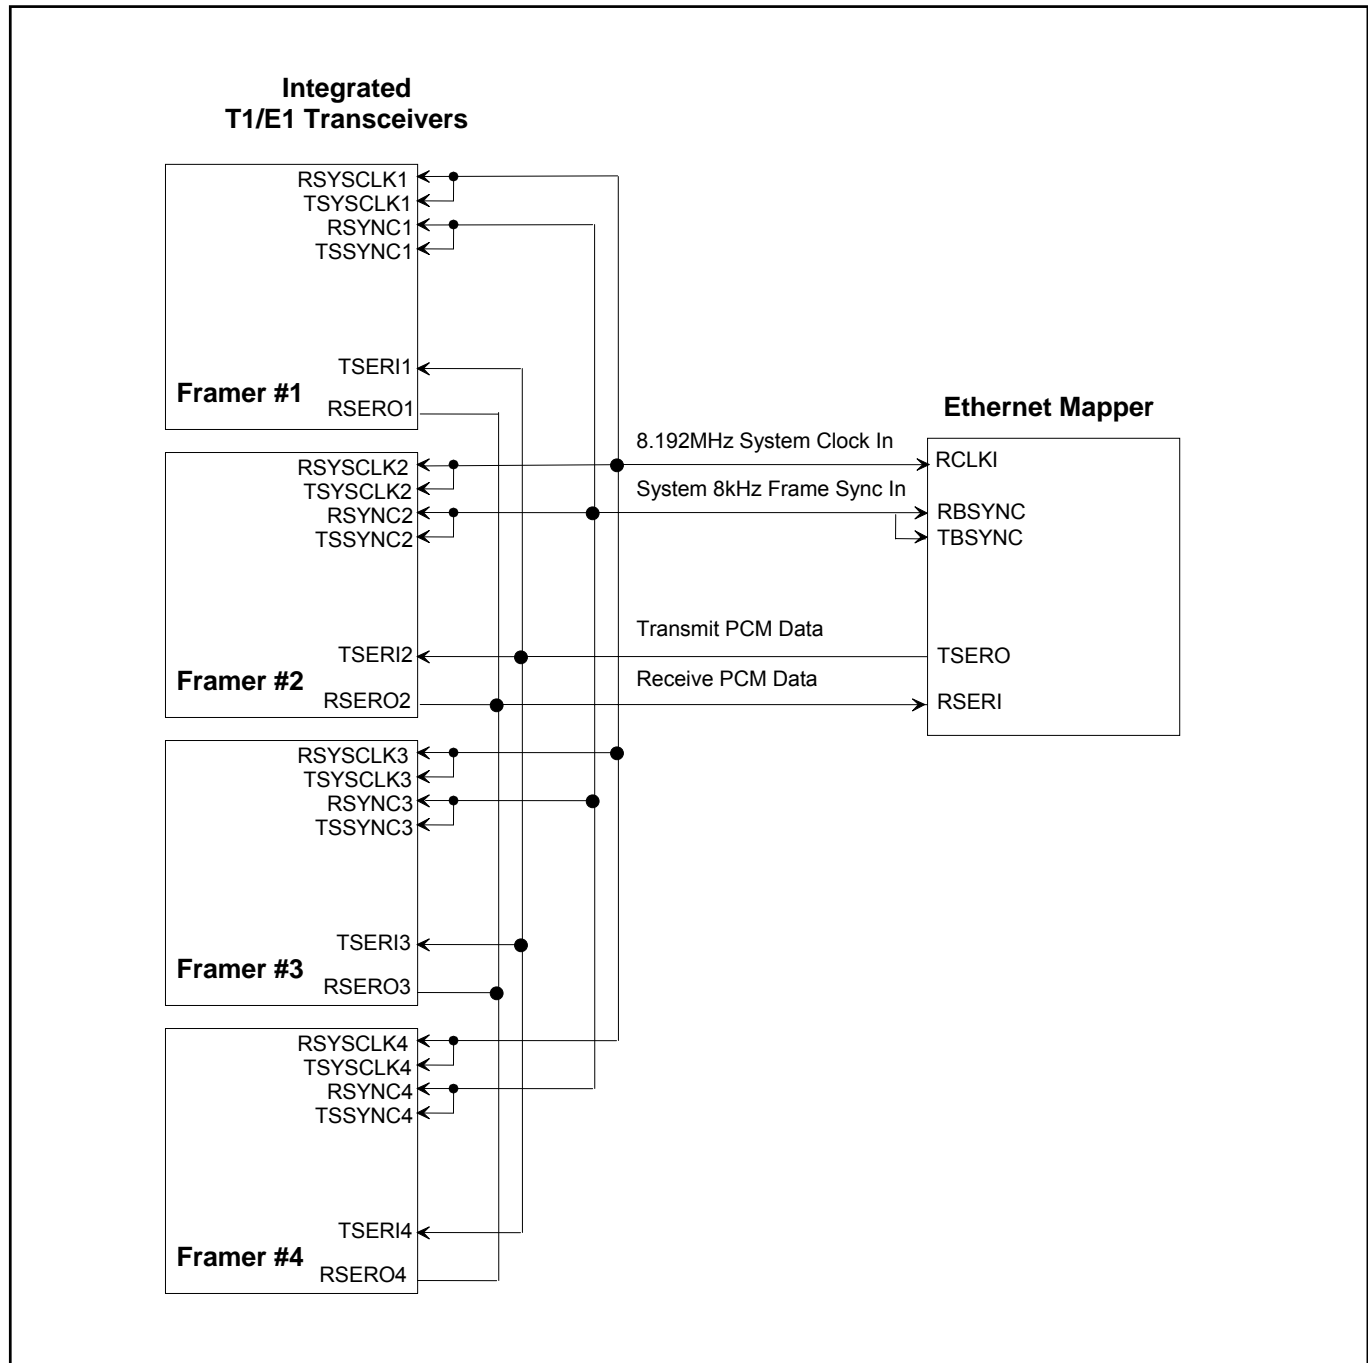 Integrated
T1/E1 Transceivers
RSYSCLK1
TSYSCLK1
RSYNC1
TSSYNC1
TSERI1
Framer #1
RSERO1
RSYSCLK2
TSYSCLK2
RSYNC2
TSSYNC2
TSERI2
Framer #2
RSERO2
RSYSCLK3
TSYSCLK3
RSYNC3
TSSYNC3
TSERI3
Framer #3
RSERO3
RSYSCLK4
TSYSCLK4
RSYNC4
TSSYNC4
TSERI4
Framer #4
RSERO4
8.192MHz System Clock In
System 8kHz Frame Sync In
Transmit PCM Data
Receive PCM Data
Ethernet Mapper
RCLKI
RBSYNC
TBSYNC
TSERO
RSERI